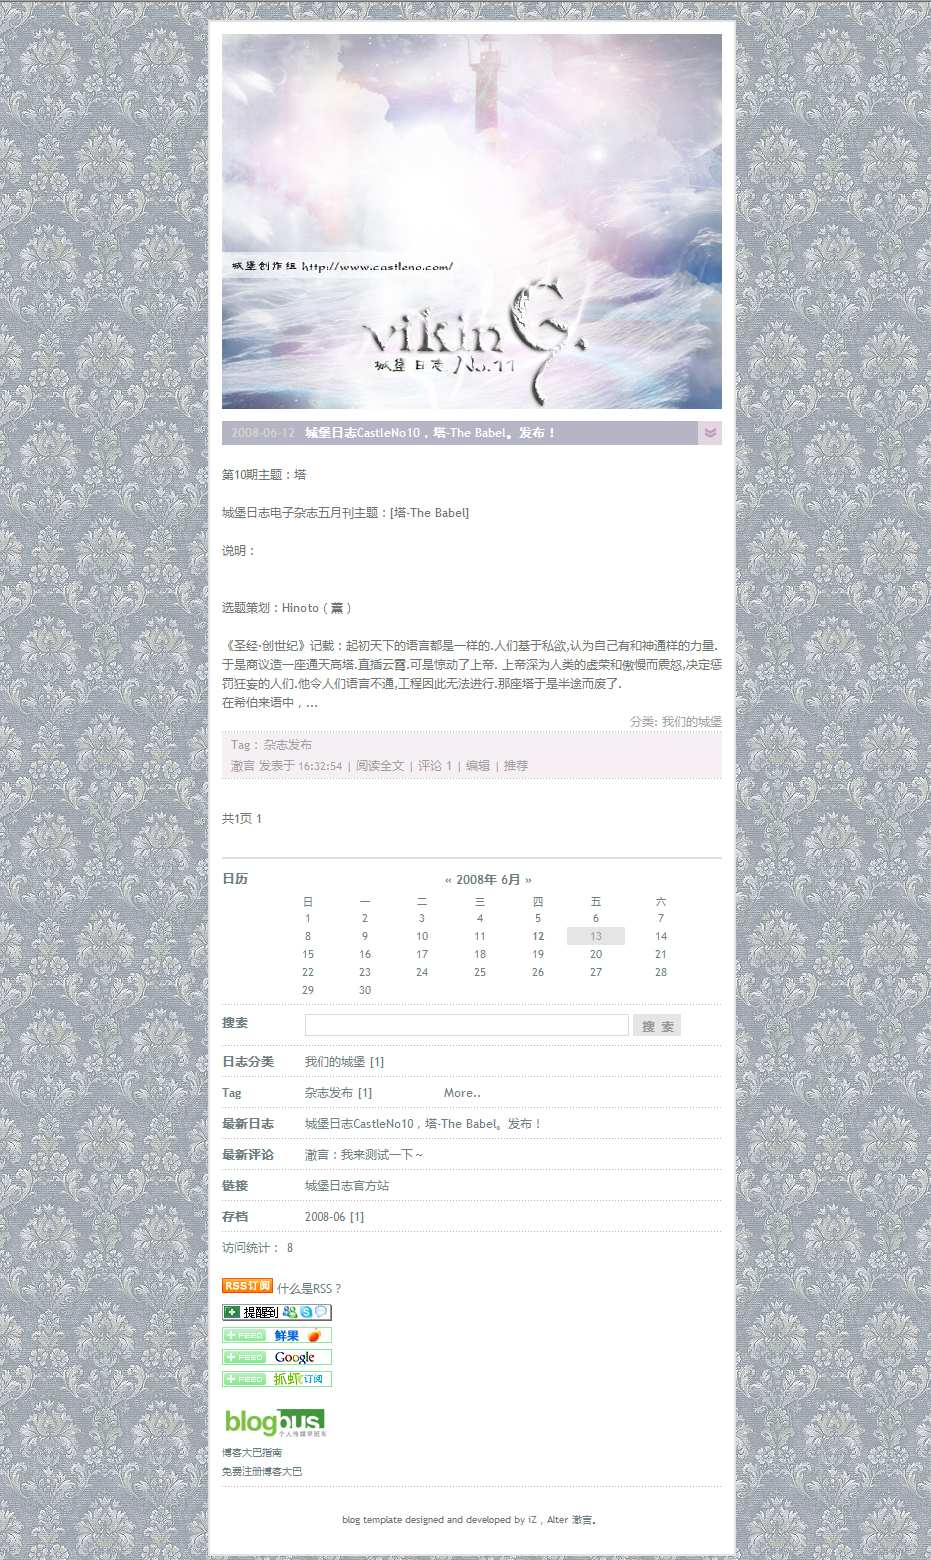 城堡创作组 http://www.castleno.com/
vikinG.
城堡日志 No.11
2008-06-12 城堡日志CastleNo10，塔-The Babel。发布！
第10期主题：塔
城堡日志电子杂志五月刊主题：[塔-The Babel]
说明：
选题策划：Hinoto（薰）
《圣经·创世纪》记载：起初天下的语言都是一样的.人们基于私欲,认为自己有和神通样的力量.
于是商议造一座通天高塔.直插云霄.可是惊动了上帝. 上帝深为人类的虚荣和傲慢而震怒,决定惩
罚狂妄的人们.他令人们语言不通,工程因此无法进行.那座塔于是半途而废了.
在希伯来语中，...
分类: 我们的城堡
Tag： 杂志发布
澈言 发表于 16:32:54 | 阅读全文 | 评论 1 | 编辑 | 推荐
共1页 1
日历 « 2008年 6月 »
日 一 二 三 四 五 六
1 2 3 4 5 6 7
8 9 10 11 12 13 14
15 16 17 18 19 20 21
22 23 24 25 26 27 28
29 30
搜索 搜 索
日志分类 我们的城堡 [1]
Tag 杂志发布 [1] More..
最新日志 城堡日志CastleNo10，塔-The Babel。发布！
最新评论 澈言：我来测试一下～
链接 城堡日志官方站
存档 2008-06 [1]
访问统计： 8
RSS订阅 什么是RSS？
提醒到
FEED 鲜果
FEED Google
FEED 抓虾订阅
blogbus
个人传媒早班车
博客大巴指南
免费注册博客大巴
blog template designed and developed by iZ , Alter 澈言。